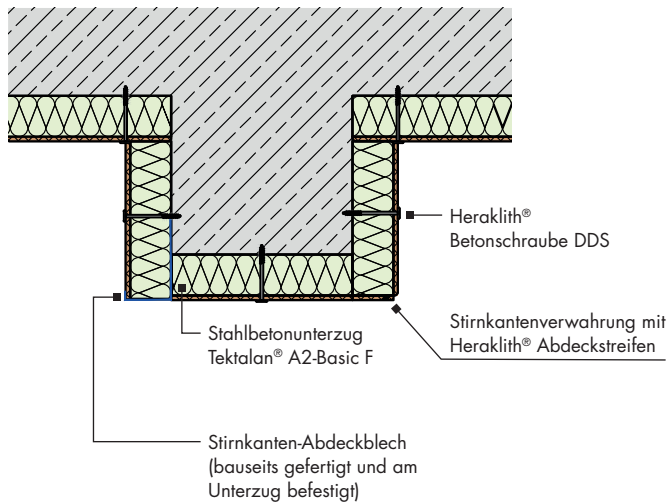 Heraklith®
Betonschraube DDS
Stirnkantenverwahrung mit
Heraklith® Abdeckstreifen
Stahlbetonunterzug
Tektalan® A2-Basic F
Stirnkanten-Abdeckblech
(bauseits gefertigt und am
Unterzug befestigt)